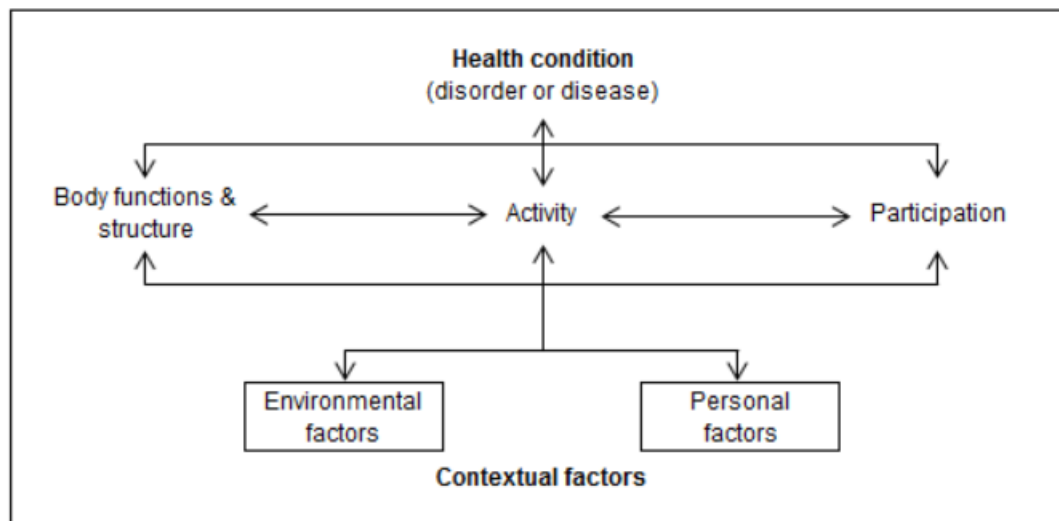 Health condition
(disorder or disease)
Body functions &
structure
Activity
Participation
Environmental
factors
Personal
factors
Contextual factors